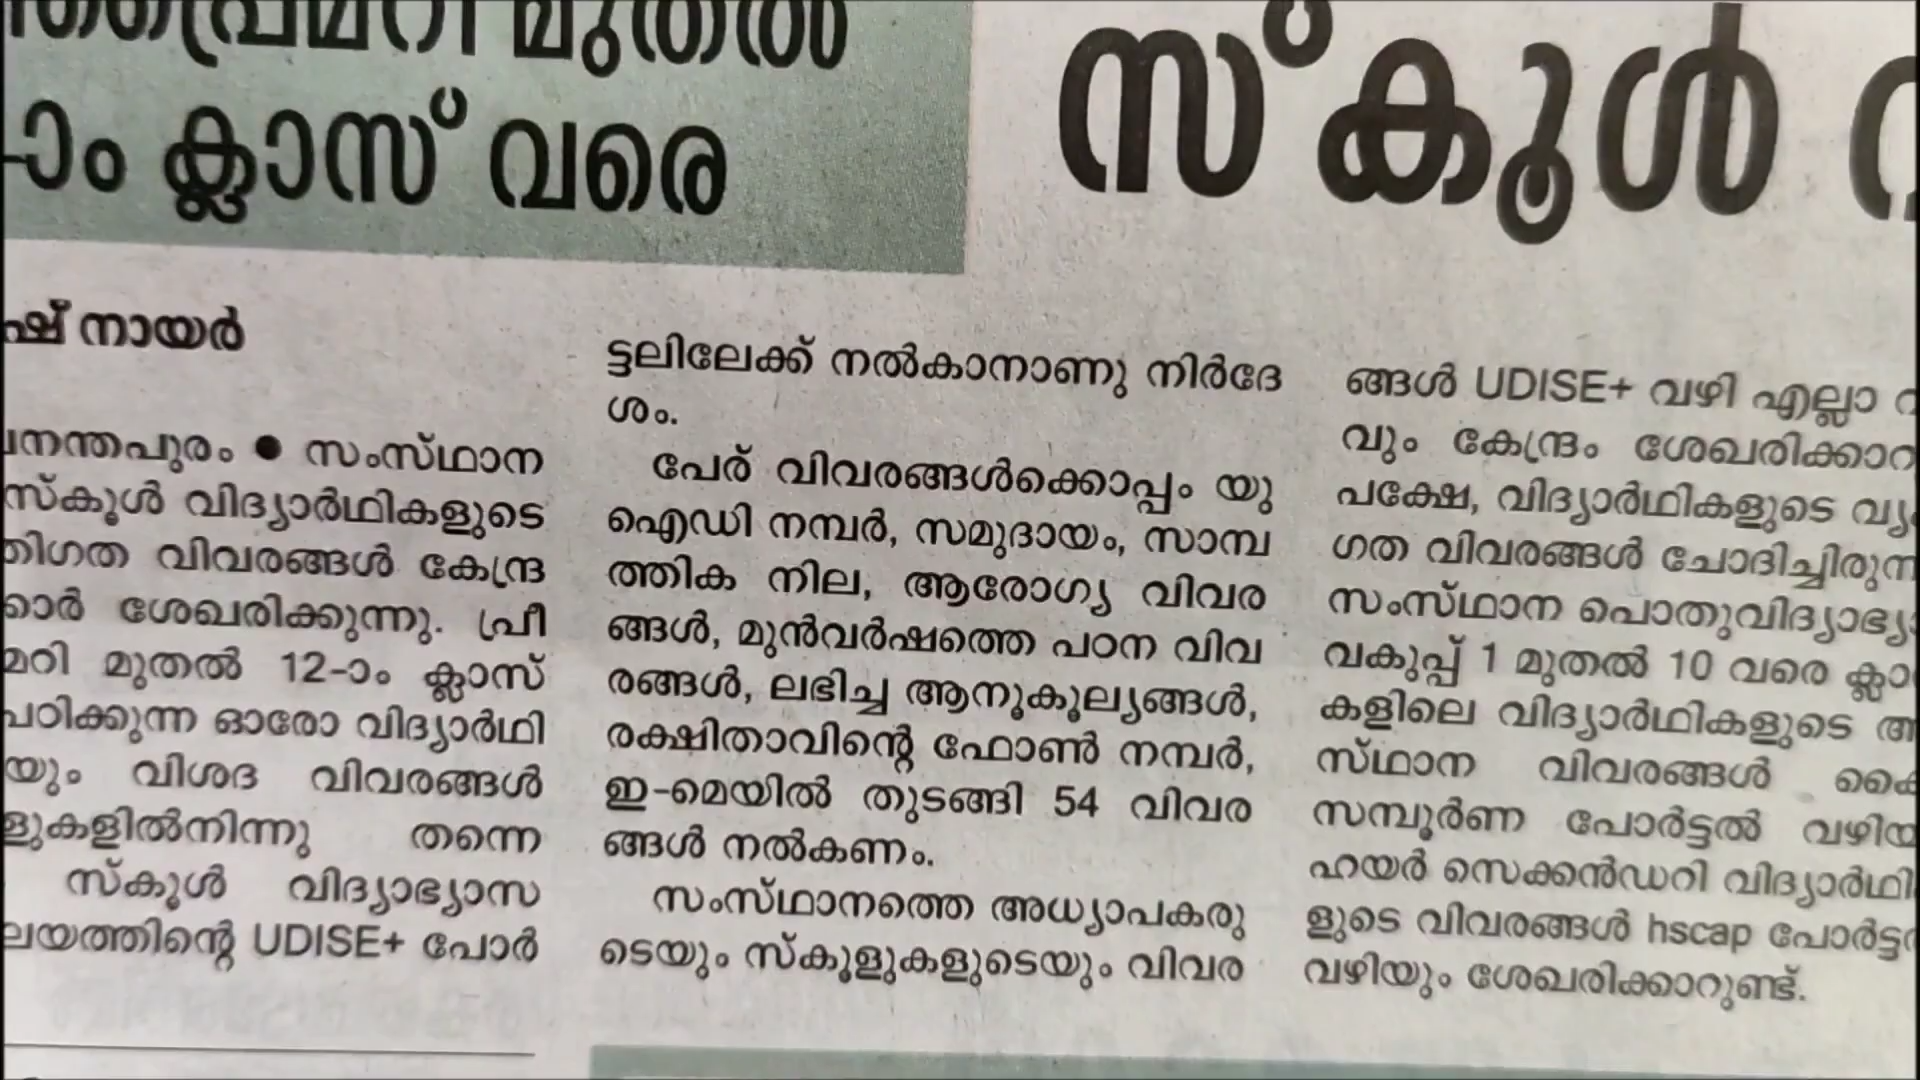 മുതൽ
-ാം ക്ലാസ് വരെ
സ്കൂൾ
നായർ
സംസ്ഥാന
സ്കൂൾ വിദ്യാർഥികളുടെ
തിഗത വിവരങ്ങൾ കേന്ദ്ര
ശേഖരിക്കുന്നു. പ്രീ
മറി മുതൽ 12-ാം ക്ലാസ്
പഠിക്കുന്ന ഓരോ വിദ്യാർഥി
യും വിശദ വിവരങ്ങൾ
ളുകളിൽനിന്നു തന്നെ
സ്കൂൾ വിദ്യാഭ്യാസ
ലയത്തിന്റെ UDISE+ പോർ
ട്ടലിലേക്ക് നൽകാനാണു നിർദേ
ശം.
പേര് വിവരങ്ങൾക്കൊപ്പം യു
ഐഡി നമ്പർ, സമുദായം, സാമ്പ
ത്തിക നില, ആരോഗ്യ വിവര
ങ്ങൾ, മുൻവർഷത്തെ പഠന വിവ
രങ്ങൾ, ലഭിച്ച ആനുകൂല്യങ്ങൾ,
രക്ഷിതാവിന്റെ ഫോൺ നമ്പർ,
ഇ-മെയിൽ തുടങ്ങി 54 വിവര
ങ്ങൾ നൽകണം.
സംസ്ഥാനത്തെ അധ്യാപകരു
ടെയും സ്കൂളുകളുടെയും വിവര
ങ്ങൾ UDISE+ വഴി എല്ലാ
വും കേന്ദ്രം
പക്ഷേ, വിദ്യാർഥികളുടെ
ഗത വിവരങ്ങൾ
സംസ്ഥാന
വകുപ്പ് 1 മുതൽ 10 വരെ
കളിലെ വിദ്യാർഥികളുടെ
സ്ഥാന വിവരങ്ങൾ
സമ്പൂർണ പോർട്ടൽ
ഹയർ സെക്കൻഡറി
ളുടെ വിവരങ്ങൾ hscap
വഴിയും ശേഖരിക്കാറുണ്ട്.